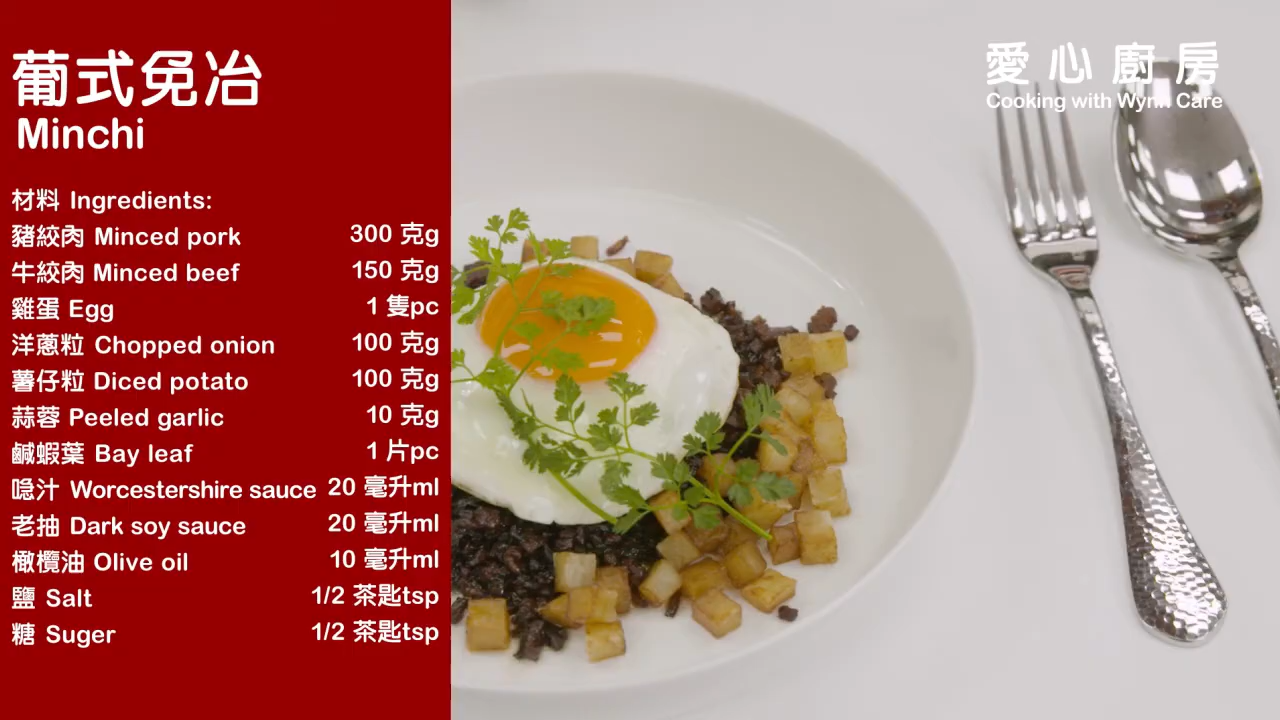 葡式免冶
Minchi
材料 Ingredients:
豬絞肉 Minced pork 300 克g
牛絞肉 Minced beef 150 克g
雞蛋 Egg 1 隻pc
洋蔥粒 Chopped onion 100 克g
薯仔粒 Diced potato 100 克g
蒜蓉 Peeled garlic 10 克g
鹹蝦葉 Bay leaf 1 片pc
喼汁 Worcestershire sauce 20 毫升ml
老抽 Dark soy sauce 20 毫升ml
橄欖油 Olive oil 10 毫升ml
鹽 Salt 1/2 茶匙tsp
糖 Suger 1/2 茶匙tsp
愛心廚房
Cooking with Wynn Care